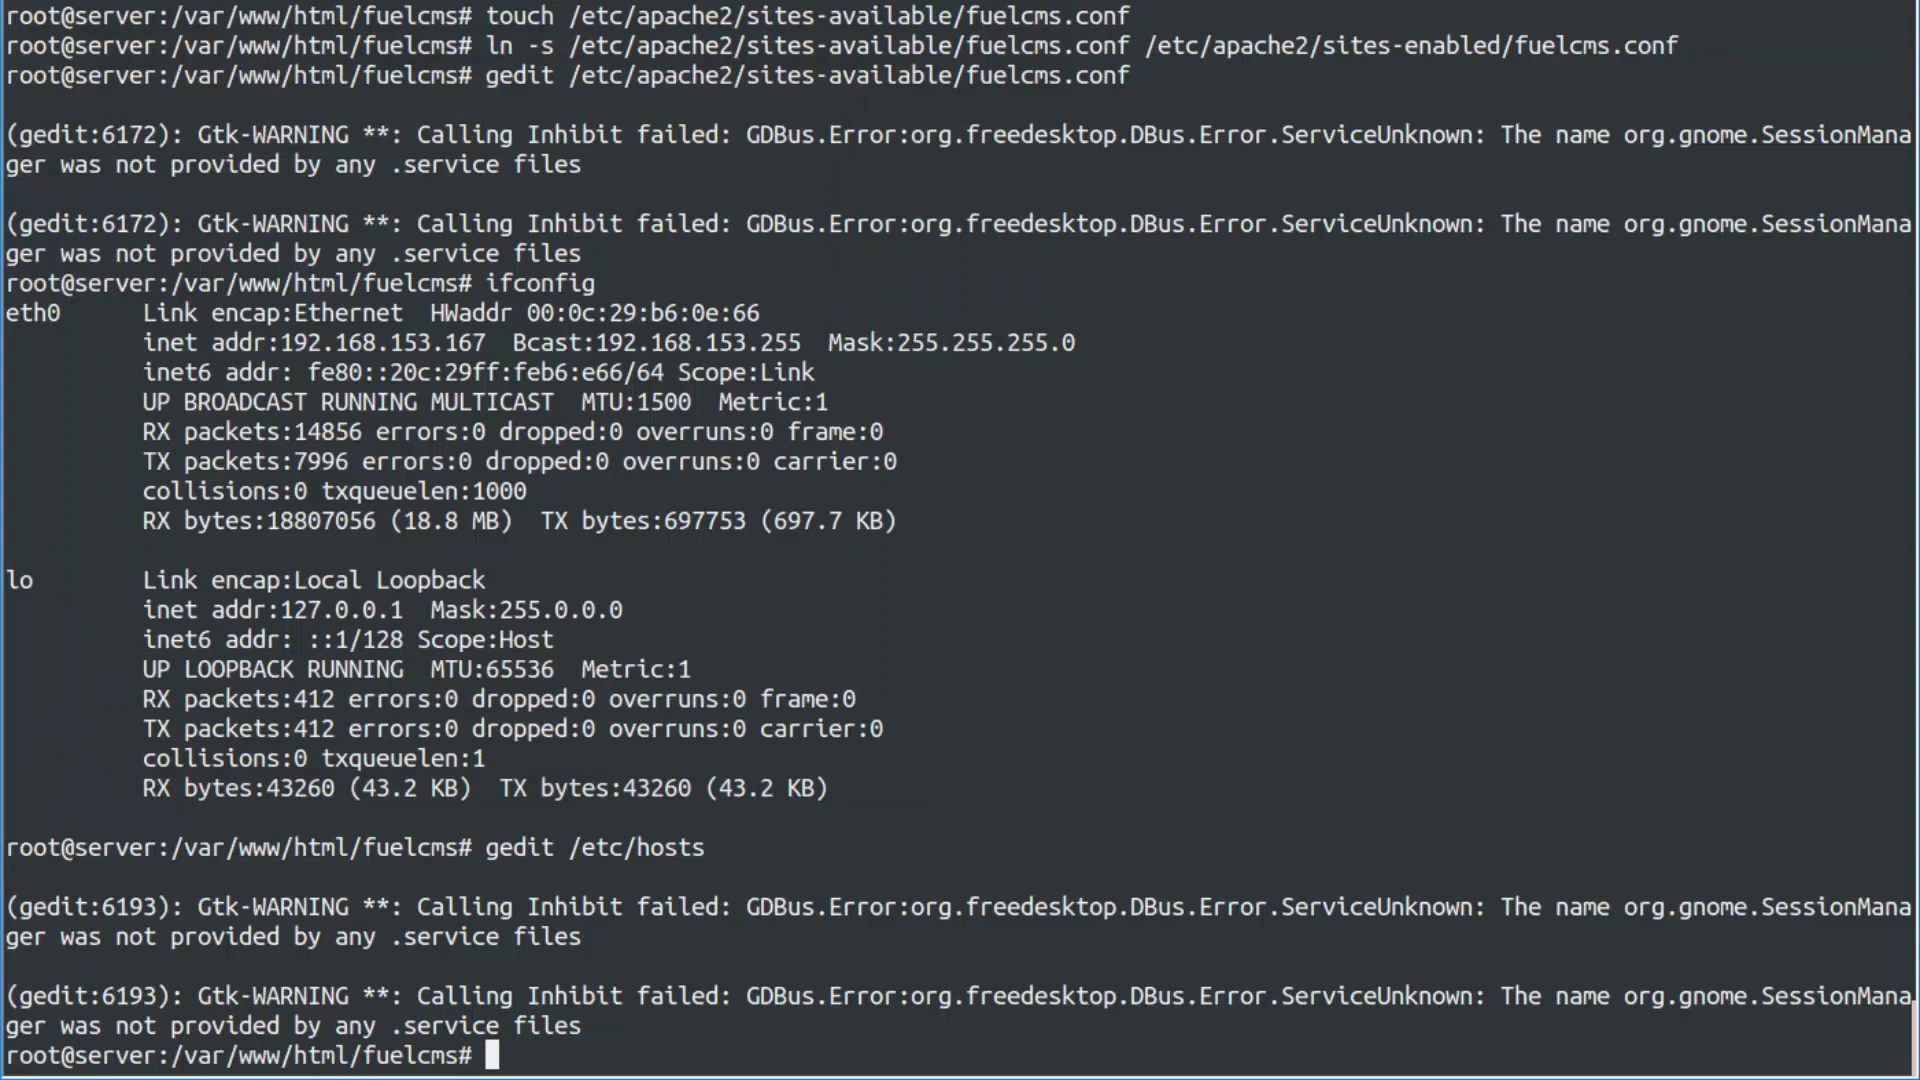 root@server:/var/www/html/fuelcms# touch /etc/apache2/sites-available/fuelcms.conf
root@server:/var/www/html/fuelcms# ln -s /etc/apache2/sites-available/fuelcms.conf /etc/apache2/sites-enabled/fuelcms.conf
root@server:/var/www/html/fuelcms# gedit /etc/apache2/sites-available/fuelcms.conf

(gedit:6172): Gtk-WARNING **: Calling Inhibit failed: GDBus.Error:org.freedesktop.DBus.Error.ServiceUnknown: The name org.gnome.SessionMana
ger was not provided by any .service files

(gedit:6172): Gtk-WARNING **: Calling Inhibit failed: GDBus.Error:org.freedesktop.DBus.Error.ServiceUnknown: The name org.gnome.SessionMana
ger was not provided by any .service files
root@server:/var/www/html/fuelcms# ifconfig
eth0      Link encap:Ethernet  HWaddr 00:0c:29:b6:0e:66
          inet addr:192.168.153.167  Bcast:192.168.153.255  Mask:255.255.255.0
          inet6 addr: fe80::20c:29ff:feb6:e66/64 Scope:Link
          UP BROADCAST RUNNING MULTICAST  MTU:1500  Metric:1
          RX packets:14856 errors:0 dropped:0 overruns:0 frame:0
          TX packets:7996 errors:0 dropped:0 overruns:0 carrier:0
          collisions:0 txqueuelen:1000
          RX bytes:18807056 (18.8 MB)  TX bytes:697753 (697.7 KB)

lo        Link encap:Local Loopback
          inet addr:127.0.0.1  Mask:255.0.0.0
          inet6 addr: ::1/128 Scope:Host
          UP LOOPBACK RUNNING  MTU:65536  Metric:1
          RX packets:412 errors:0 dropped:0 overruns:0 frame:0
          TX packets:412 errors:0 dropped:0 overruns:0 carrier:0
          collisions:0 txqueuelen:1
          RX bytes:43260 (43.2 KB)  TX bytes:43260 (43.2 KB)

root@server:/var/www/html/fuelcms# gedit /etc/hosts

(gedit:6193): Gtk-WARNING **: Calling Inhibit failed: GDBus.Error:org.freedesktop.DBus.Error.ServiceUnknown: The name org.gnome.SessionMana
ger was not provided by any .service files

(gedit:6193): Gtk-WARNING **: Calling Inhibit failed: GDBus.Error:org.freedesktop.DBus.Error.ServiceUnknown: The name org.gnome.SessionMana
ger was not provided by any .service files
root@server:/var/www/html/fuelcms#